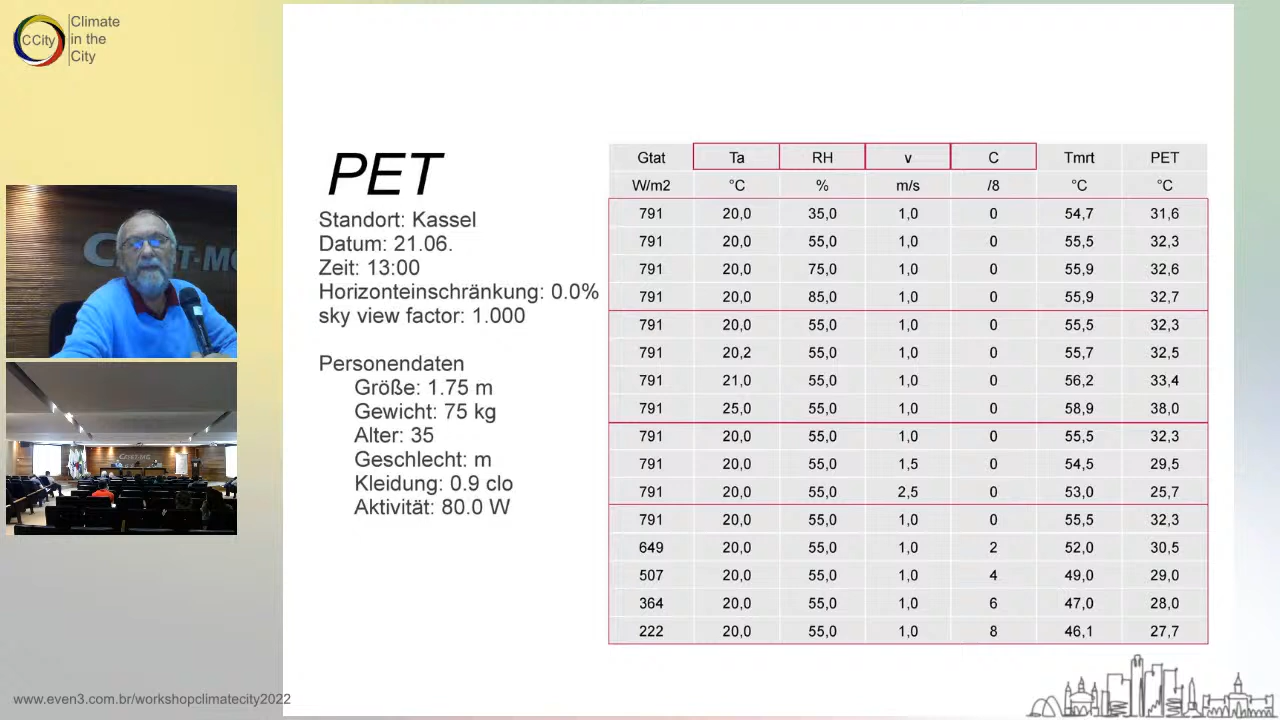 CCity
Climate
in the
City
PET
Standort: Kassel
Datum: 21.06.
Zeit: 13:00
Horizonteinschränkung: 0.0%
sky view factor: 1.000
Personendaten
Größe: 1.75 m
Gewicht: 75 kg
Alter: 35
Geschlecht: m
Kleidung: 0.9 clo
Aktivität: 80.0 W
Gtat Ta RH v C Tmrt PET
W/m2 °C % m/s /8 °C °C
791 20,0 35,0 1,0 0 54,7 31,6
791 20,0 55,0 1,0 0 55,5 32,3
791 20,0 75,0 1,0 0 55,9 32,6
791 20,0 85,0 1,0 0 55,9 32,7
791 20,0 55,0 1,0 0 55,5 32,3
791 20,2 55,0 1,0 0 55,7 32,5
791 21,0 55,0 1,0 0 56,2 33,4
791 25,0 55,0 1,0 0 58,9 38,0
791 20,0 55,0 1,0 0 55,5 32,3
791 20,0 55,0 1,5 0 54,5 29,5
791 20,0 55,0 2,5 0 53,0 25,7
791 20,0 55,0 1,0 0 55,5 32,3
649 20,0 55,0 1,0 2 52,0 30,5
507 20,0 55,0 1,0 4 49,0 29,0
364 20,0 55,0 1,0 6 47,0 28,0
222 20,0 55,0 1,0 8 46,1 27,7
www.even3.com.br/workshopclimatecity2022